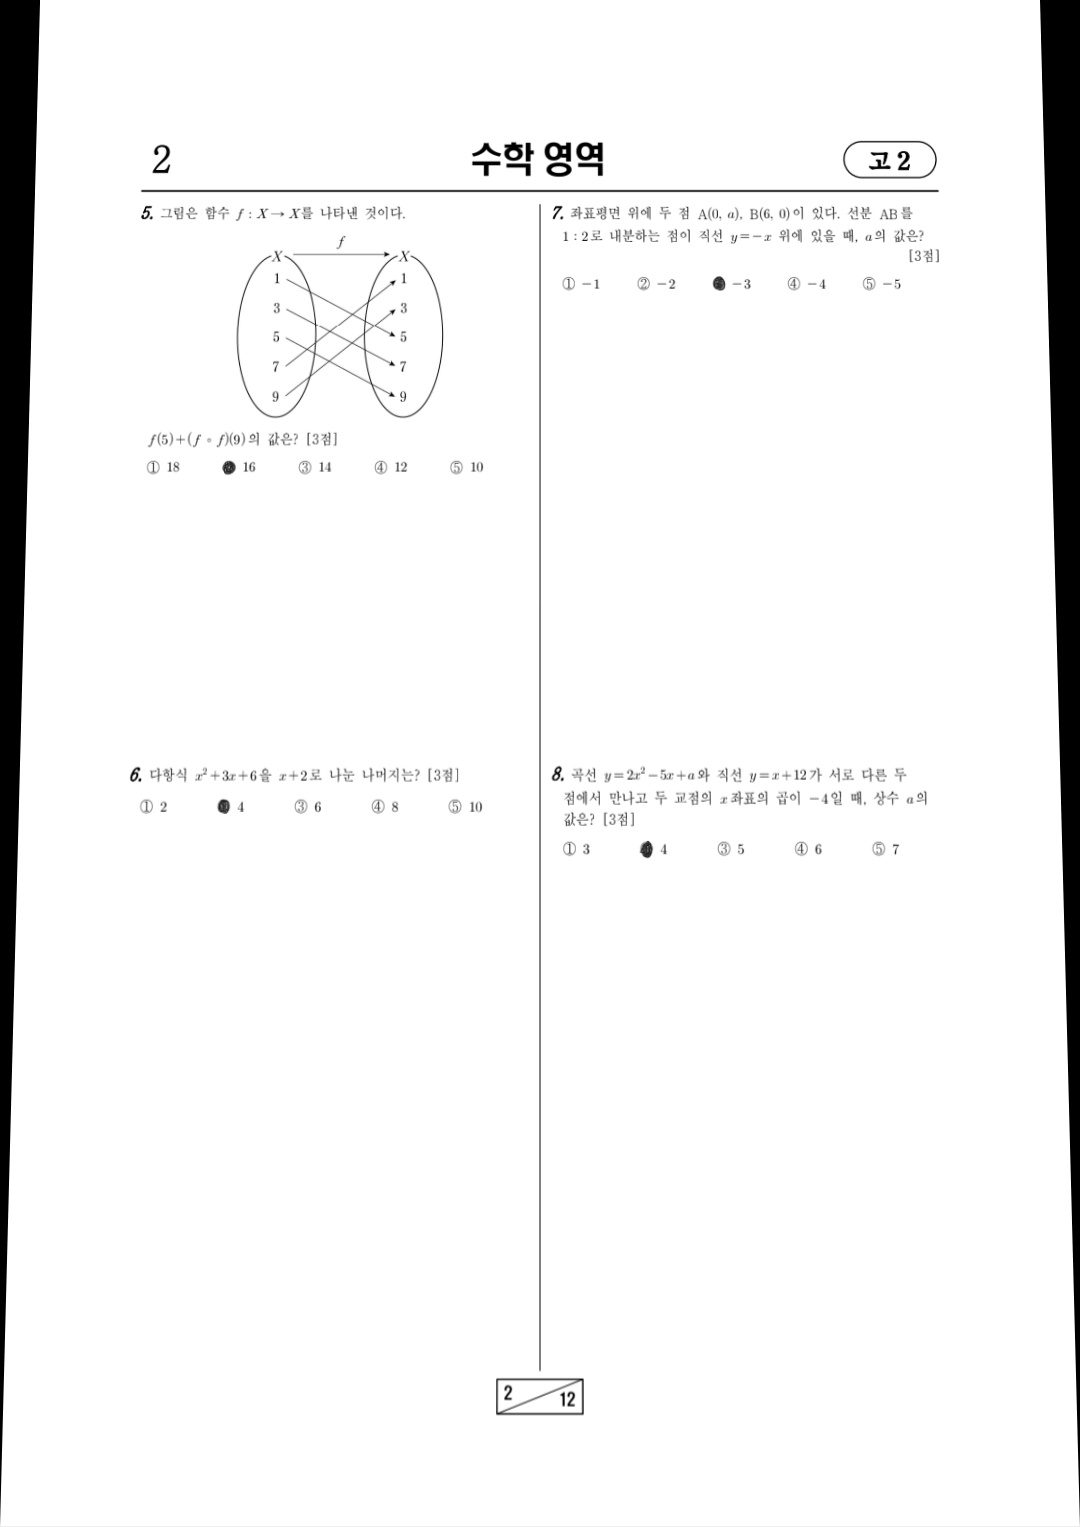 2
수학 영역
고 2
5. 그림은 함수 f : X → X를 나타낸 것이다.
f
X X
1 1
3 3
5 5
7 7
9 9
f(5)+(f∘f)(9)의 값은? [3점]
① 18 16 ③ 14 ④ 12 ⑤ 10
6. 다항식 x²+3x+6을 x+2로 나눈 나머지는? [3점]
① 2 4 ③ 6 ④ 8 ⑤ 10
7. 좌표평면 위에 두 점 A(0, a), B(6, 0)이 있다. 선분 AB를
1 : 2로 내분하는 점이 직선 y=−x 위에 있을 때, a의 값은?
[3점]
① −1 ② −2 −3 ④ −4 ⑤ −5
8. 곡선 y=2x²−5x+a와 직선 y=x+12가 서로 다른 두
점에서 만나고 두 교점의 x좌표의 곱이 −4일 때, 상수 a의
값은? [3점]
① 3 4 ③ 5 ④ 6 ⑤ 7
2
12